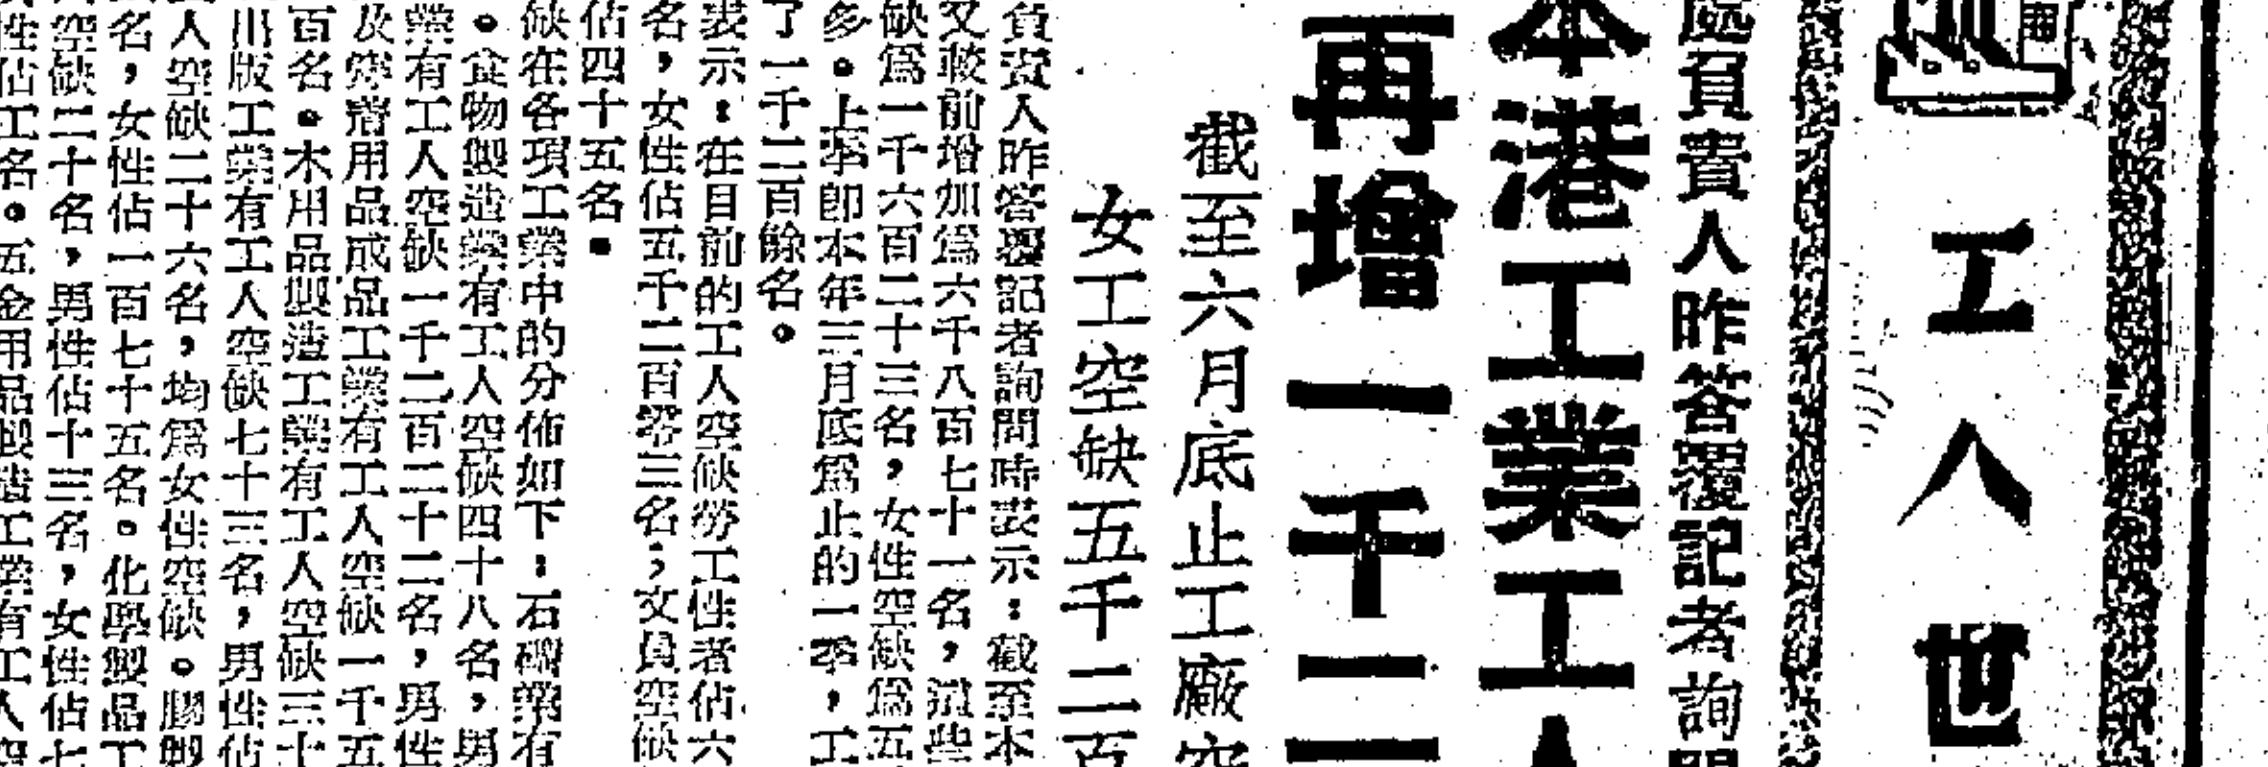 工人世
處負責人昨答覆記者詢
本港工業工人
再增一千二
截至六月底止工廠空
女工空缺五千二百
負責人昨答覆記者詢問時表示：截至本
又較前增加爲六千八百七十一名，這些
缺爲一千六百二十三名，女性空缺爲五
多。上季卽本年三月底爲止的一季，工
了一千二百餘名。
表示：在目前的工人空缺勞工性者佔六
名，女性佔五千二百零三名；文員空缺
佔四十五名。
缺在各項工業中的分佈如下：石礦業有
。食物製造業有工人空缺四十八名，男
業有工人空缺一千二百二十二名，男性
及穿着用品成品工業有工人空缺一千五
百名。木用品製造工業有工人空缺三十
出版工業有工人空缺七十三名，男性佔
人空缺二十六名，均爲女性空缺。膠製
名，女性佔一百七十五名。化學製品工
空缺二十名，男性佔十三名，女性佔七
性佔工名。五金用品製造工業有工人空